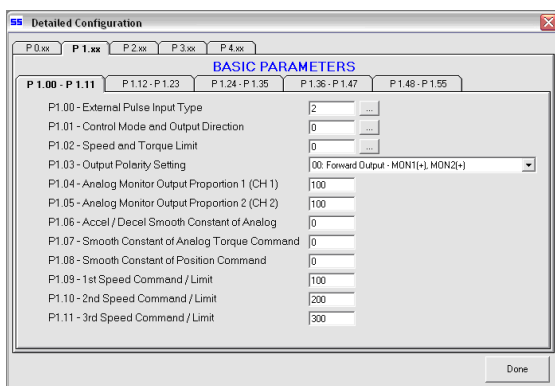 SS Detailed Configuration
P 0.xx P 1.xx P 2.xx P 3.xx P 4.xx
BASIC PARAMETERS
P 1.00 - P 1.11 P 1.12 - P 1.23 P 1.24 - P 1.35 P 1.36 - P 1.47 P 1.48 - P 1.55
P1.00 - External Pulse Input Type 2 ...
P1.01 - Control Mode and Output Direction 0 ...
P1.02 - Speed and Torque Limit 0 ...
P1.03 - Output Polarity Setting 00: Forward Output - MON1(+), MON2(+)
P1.04 - Analog Monitor Output Proportion 1 (CH 1) 100
P1.05 - Analog Monitor Output Proportion 2 (CH 2) 100
P1.06 - Accel / Decel Smooth Constant of Analog 0
P1.07 - Smooth Constant of Analog Torque Command 0
P1.08 - Smooth Constant of Position Command 0
P1.09 - 1st Speed Command / Limit 100
P1.10 - 2nd Speed Command / Limit 200
P1.11 - 3rd Speed Command / Limit 300
Done